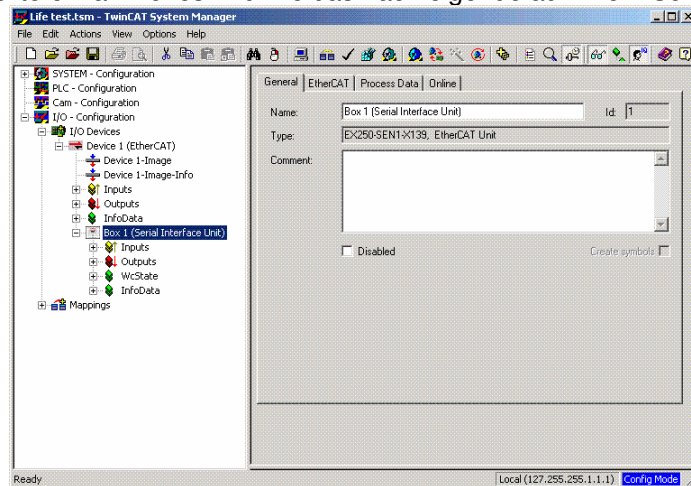 Life test.tsm - TwinCAT System Manager
File Edit Actions View Options Help
SYSTEM - Configuration
PLC - Configuration
Cam - Configuration
I/O - Configuration
I/O Devices
Device 1 (EtherCAT)
Device 1-Image
Device 1-Image-Info
Inputs
Outputs
InfoData
Box 1 (Serial Interface Unit)
Inputs
Outputs
WcState
InfoData
Mappings
General EtherCAT Process Data Online
Name: Box 1 (Serial Interface Unit) Id: 1
Type: EX250-SEN1-X139, EtherCAT Unit
Comment:
Disabled Create symbols
Ready Local (127.255.255.1.1.1) Config Mode